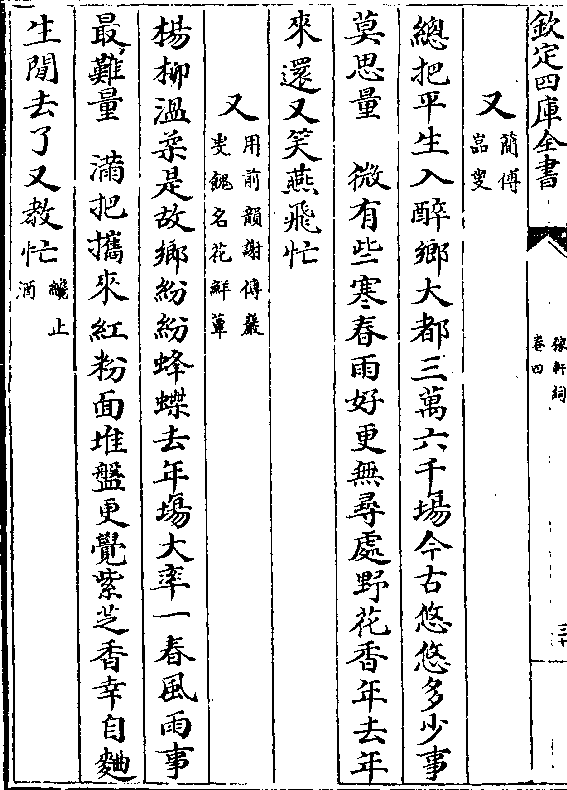 欽定四庫全書
稼軒詞
卷四
三十
又簡傅
喦叟
總把平生入醉鄉大都三萬六千場今古悠悠多少事
莫思量　微有些寒春雨好更無尋處野花香年去年
來還又笑燕飛忙
又用前韻謝傅巖
叟餽名花鮮蕈
楊柳溫柔是故鄉紛紛蜂蝶去年場大率一春風雨事
最難量　滿把攜來紅粉面堆盤更覺紫芝香幸自麯
生閒去了又教忙纔止
酒